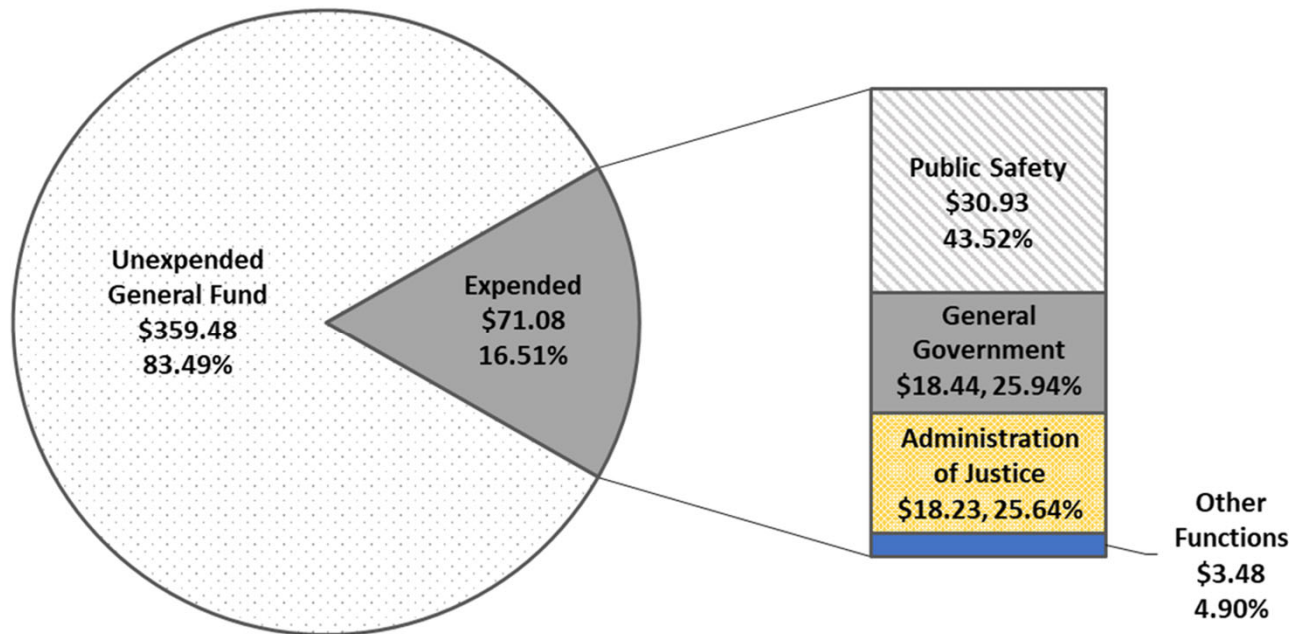 Unexpended
General Fund
$359.48
83.49%
Expended
$71.08
16.51%
Public Safety
$30.93
43.52%
General
Government
$18.44, 25.94%
Administration
of Justice
$18.23, 25.64%
Other
Functions
$3.48
4.90%